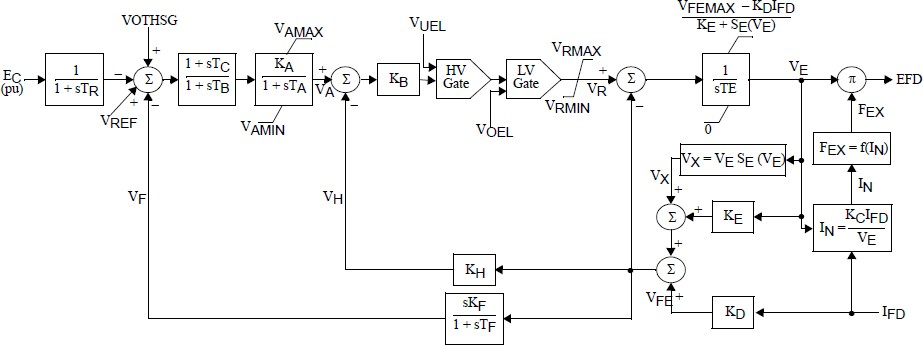 VFEMAX – KDIFD
KE + SE(VE)
VOTHSG
+
EC
(pu)
1
1 + sTR
–
Σ
+
VREF
–
1 + sTC
1 + sTB
VAMAX
KA
1 + sTA
VAMIN
+
VA
Σ
–
KB
VUEL
HV
Gate
VOEL
LV
Gate
VRMAX
VR
VRMIN
+
Σ
–
1
sTE
0
VE
π
EFD
FEX
FEX = f(IN)
IN
IN =
KCIFD
VE
VX = VE SE (VE)
VX
+
Σ
+
KE
+
Σ
VFE
+
KD
IFD
VF
VH
KH
sKF
1 + sTF